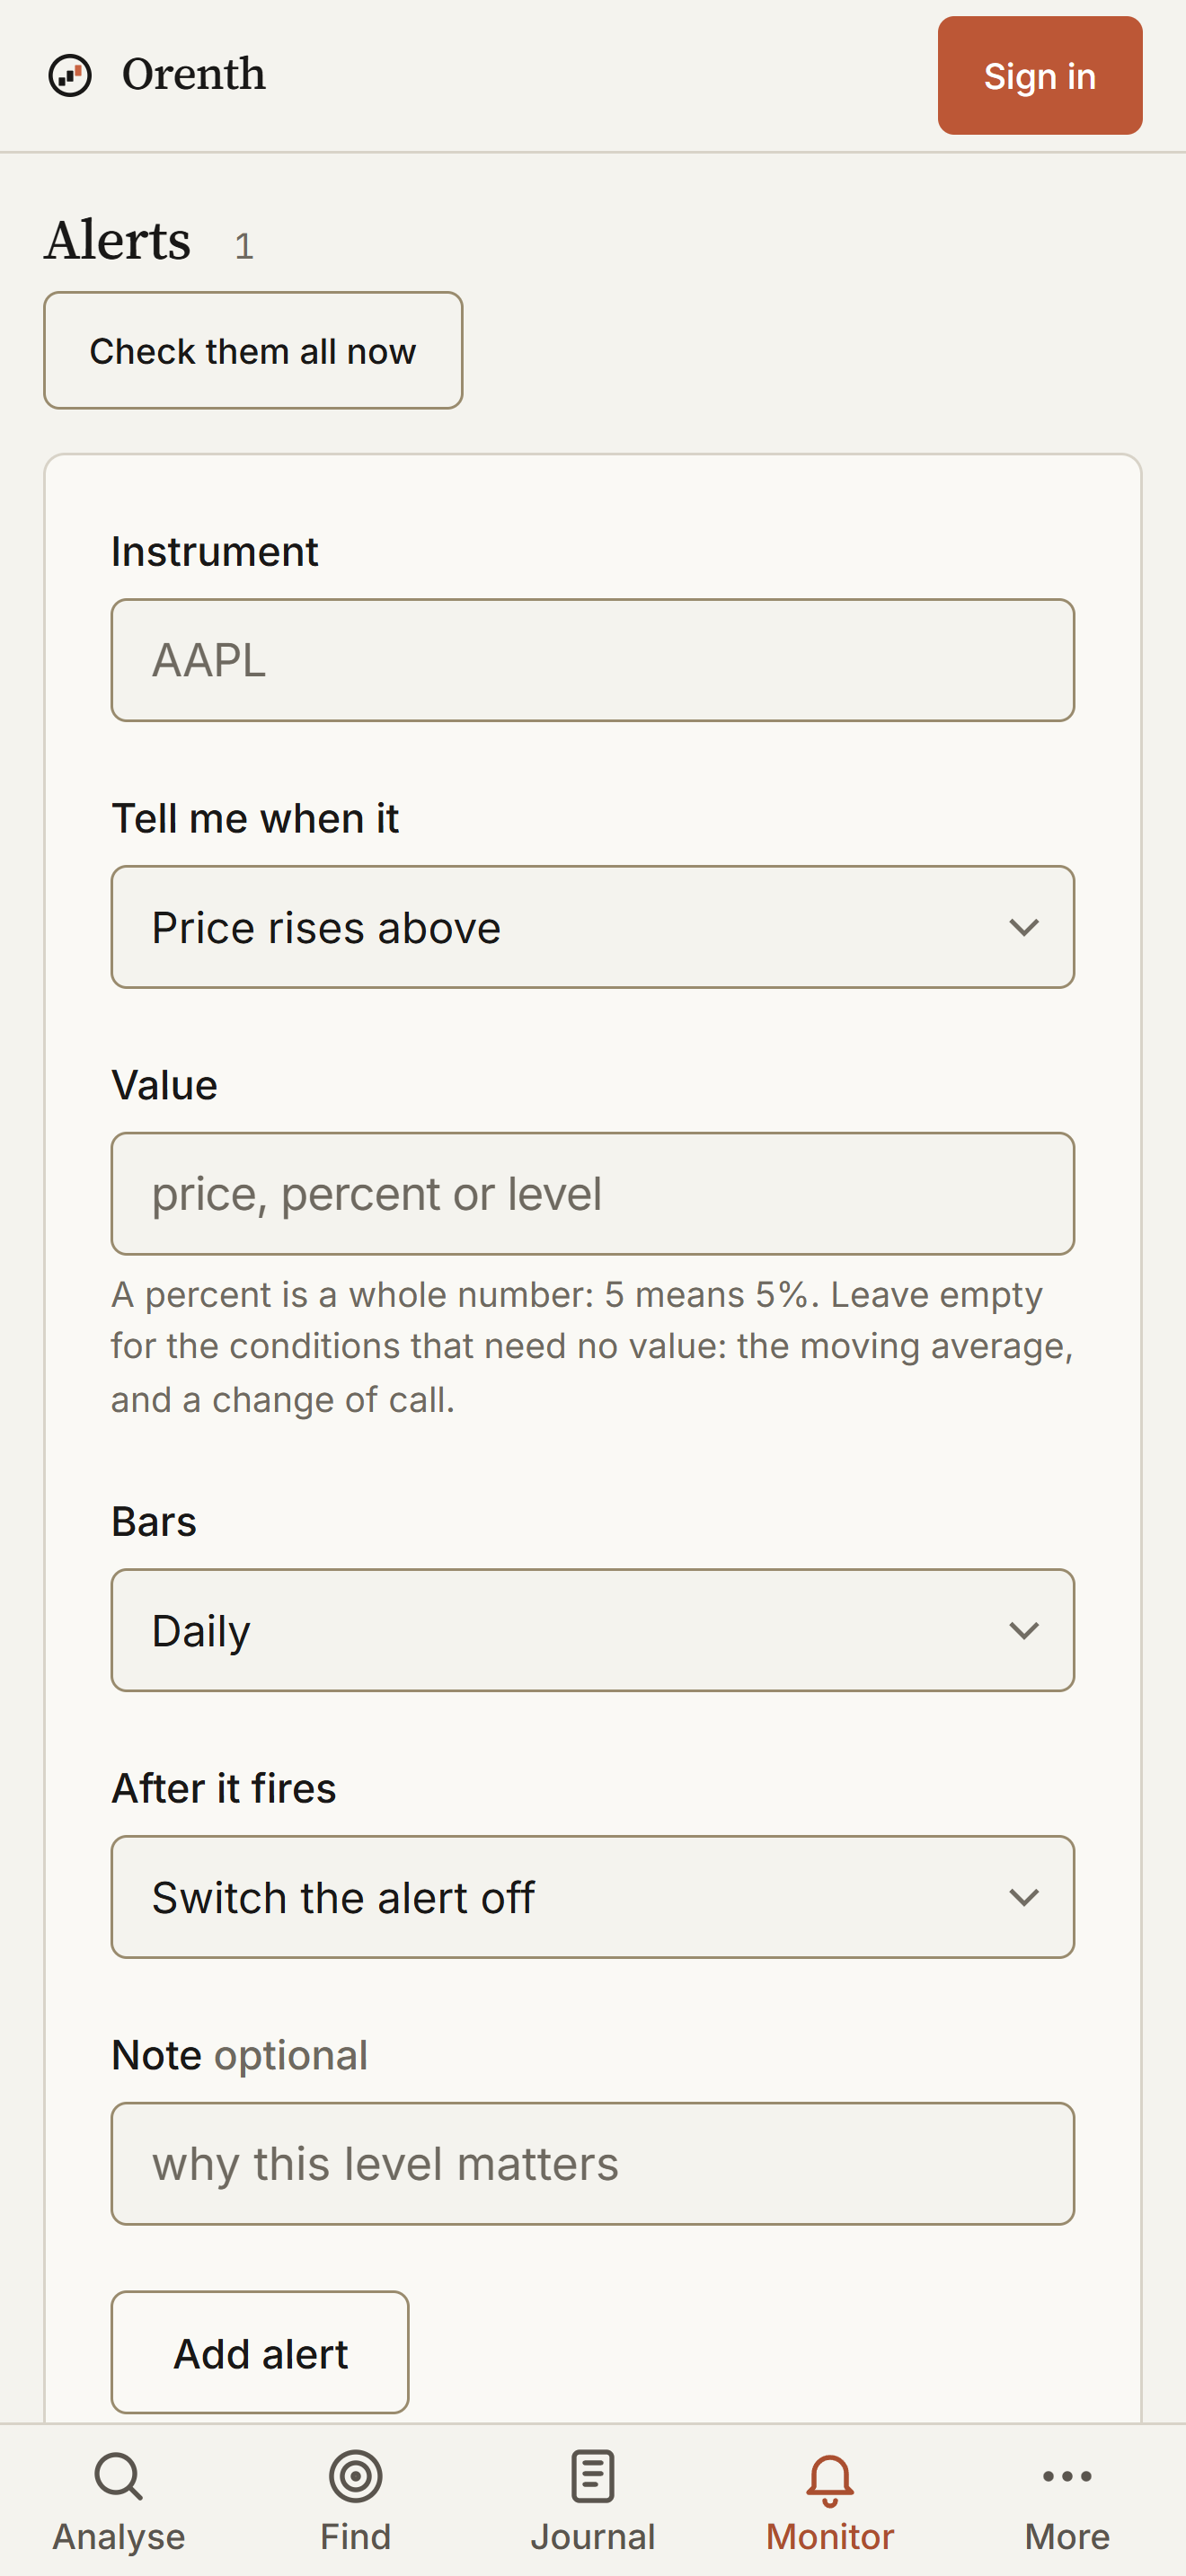 Orenth
Sign in
Alerts 1
Check them all now
Instrument
AAPL
Tell me when it
Price rises above
Value
price, percent or level
A percent is a whole number: 5 means 5%. Leave empty
for the conditions that need no value: the moving average,
and a change of call.
Bars
Daily
After it fires
Switch the alert off
Note optional
why this level matters
Add alert
Analyse Find Journal Monitor More